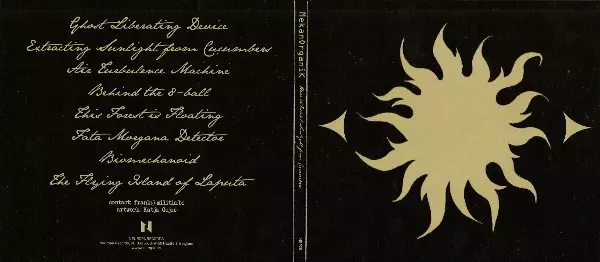 Ghost Liberating Device
Extracting Sunlight from Cucumbers
Air Turbulence Machine
Behind the 8-ball
This Forest is Floating
Fata Morgana Detector
Biomechanoid
The Flying Island of Laputa
artwork:
MekanOrganiK